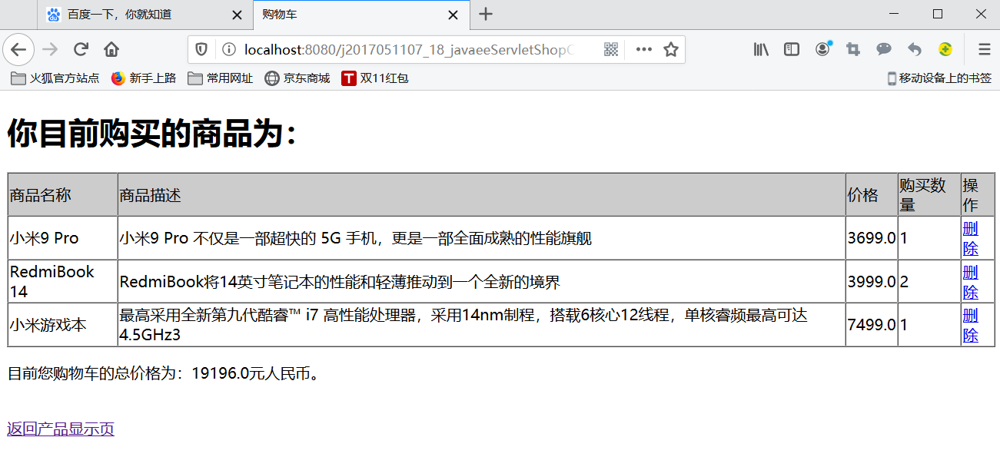 百度一下，你就知道
购物车
localhost:8080/j2017051107_18_javaeeServletShop
火狐官方站点 新手上路 常用网址 京东商城 T 双11红包 移动设备上的书签
你目前购买的商品为：
商品名称 商品描述 价格 购买数
量 操
作
小米9 Pro 小米9 Pro 不仅是一部超快的 5G 手机，更是一部全面成熟的性能旗舰 3699.0 1 删
除
RedmiBook
14 RedmiBook将14英寸笔记本的性能和轻薄推动到一个全新的境界 3999.0 2 删
除
小米游戏本 最高采用全新第九代酷睿™ i7 高性能处理器，采用14nm制程，搭载6核心12线程，单核睿频最高可达
4.5GHz3 7499.0 1 删
除
目前您购物车的总价格为：19196.0元人民币。
返回产品显示页